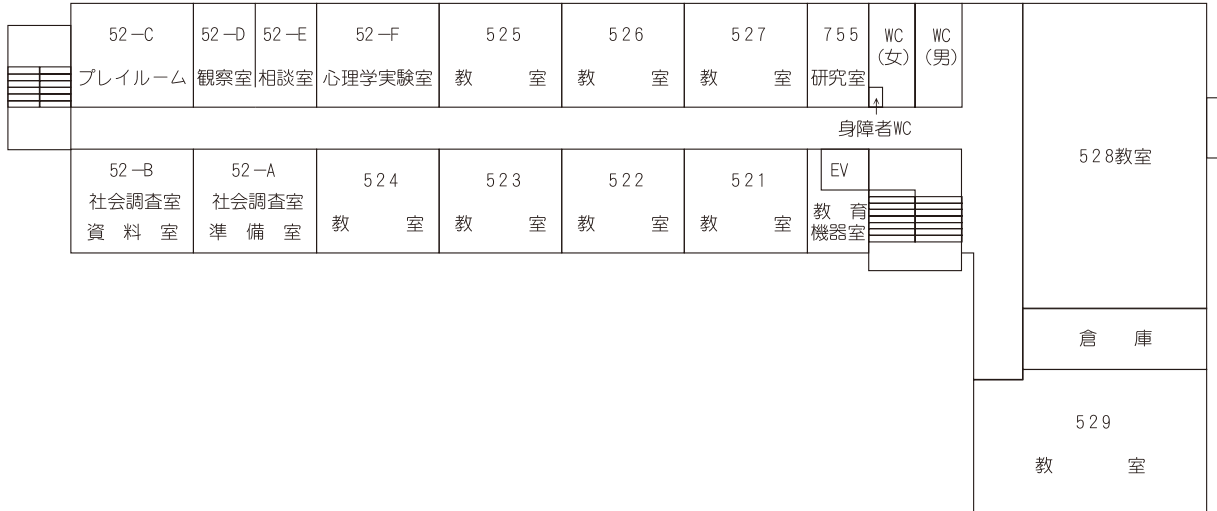 52-C
プレイルーム
52-D
観察室
52-E
相談室
52-F
心理学実験室
525
教室
526
教室
527
教室
755
研究室
WC
(女)
WC
(男)
身障者WC
528教室
52-B
社会調査室
資料室
52-A
社会調査室
準備室
524
教室
523
教室
522
教室
521
教室
EV
教育
機器室
倉庫
529
教室